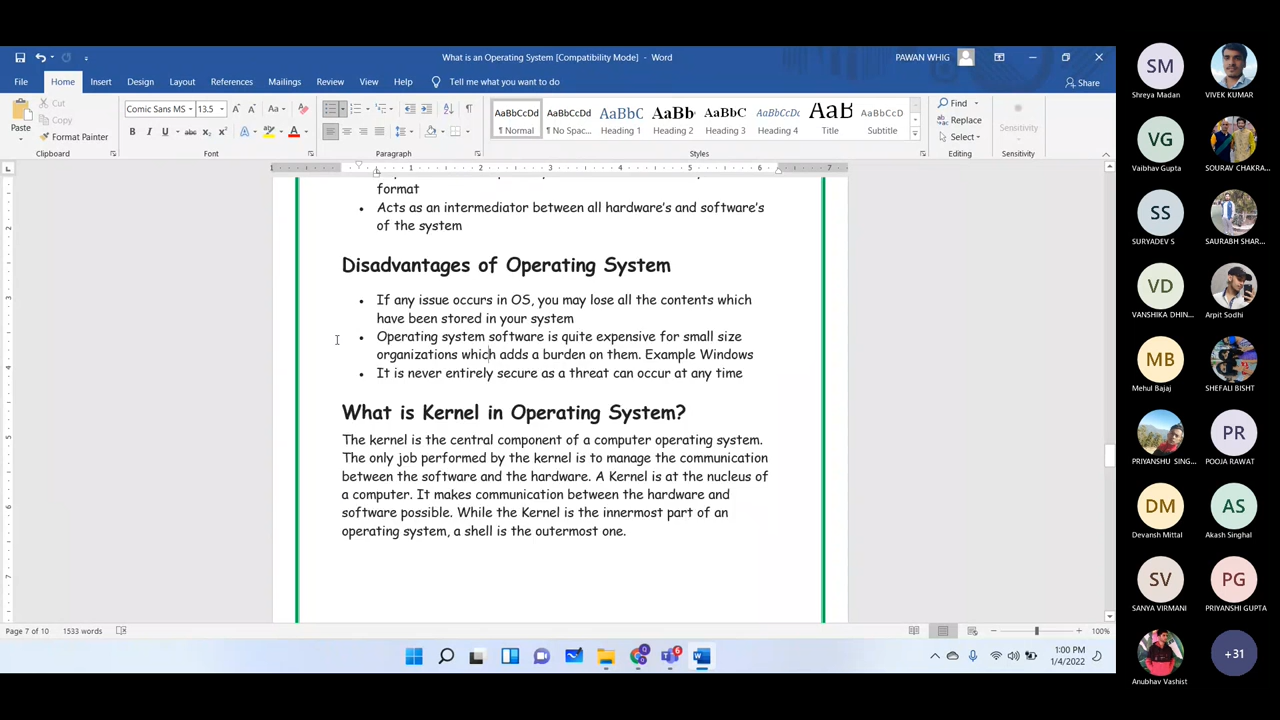 What is an Operating System [Compatibility Mode] - Word
PAWAN WHIG
File Home Insert Design Layout References Mailings Review View Help Tell me what you want to do
Share
Paste
Cut
Copy
Format Painter
Clipboard
Comic Sans MS 13.5
Font
Paragraph
AaBbCcDd AaBbCcDd AaBbC AaBb AaBbC AaBbCcDc AaB AaBbCcD
¶ Normal ¶ No Spac... Heading 1 Heading 2 Heading 3 Heading 4 Title Subtitle
Styles
Find
Replace
Select
Editing
Sensitivity
Sensitivity
format
• Acts as an intermediator between all hardware's and software's
of the system
Disadvantages of Operating System
• If any issue occurs in OS, you may lose all the contents which
have been stored in your system
• Operating system software is quite expensive for small size
organizations which adds a burden on them. Example Windows
• It is never entirely secure as a threat can occur at any time
What is Kernel in Operating System?
The kernel is the central component of a computer operating system.
The only job performed by the kernel is to manage the communication
between the software and the hardware. A Kernel is at the nucleus of
a computer. It makes communication between the hardware and
software possible. While the Kernel is the innermost part of an
operating system, a shell is the outermost one.
Page 7 of 10 1533 words
100%
1:00 PM
1/4/2022
SM
Shreya Madan
VIVEK KUMAR
VG
Vaibhav Gupta
SOURAV CHAKRA...
SS
SURYADEV S
SAURABH SHAR...
VD
VANSHIKA DHIN...
Arpit Sodhi
MB
Mehul Bajaj
SHEFALI BISHT
PRIYANSHU SING...
PR
POOJA RAWAT
DM
Devansh Mittal
AS
Akash Singhal
SV
SANYA VIRMANI
PG
PRIYANSHI GUPTA
Anubhav Vashist
+31